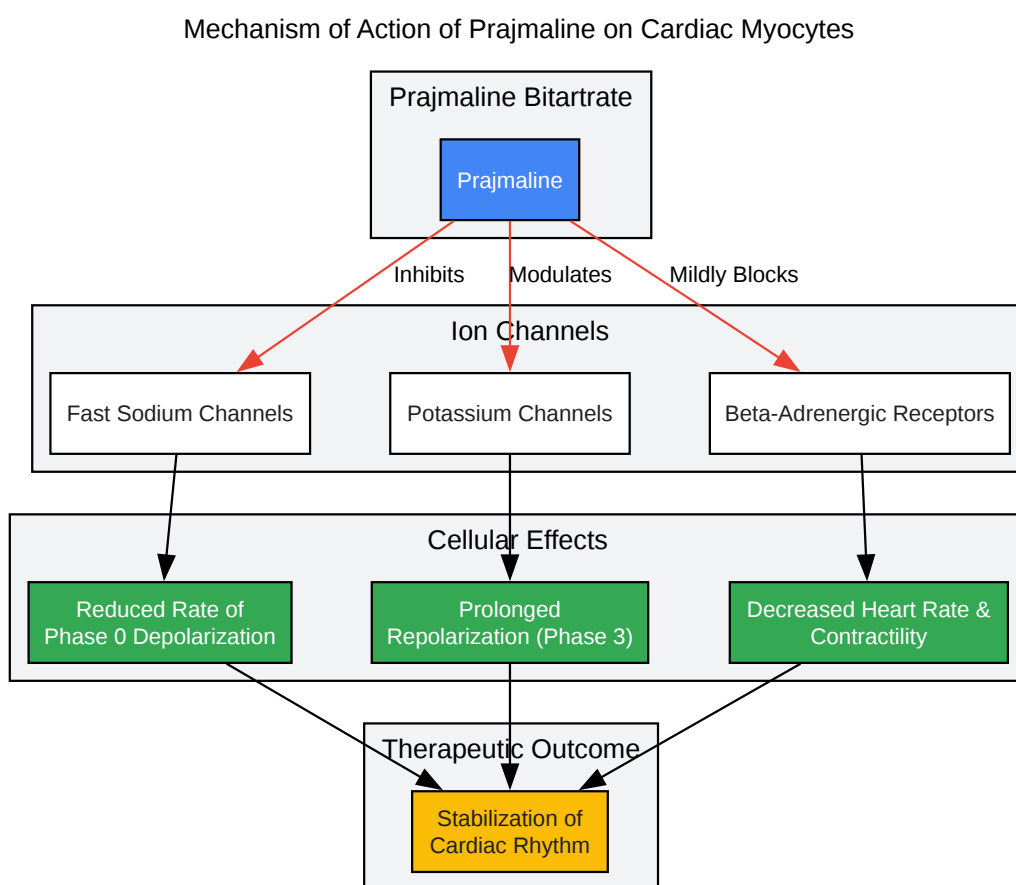 Mechanism of Action of Prajmaline on Cardiac Myocytes
Prajmaline Bitartrate
Prajmaline
Inhibits
Modulates
Mildly Blocks
Ion Channels
Fast Sodium Channels
Potassium Channels
Beta-Adrenergic Receptors
Cellular Effects
Reduced Rate of
Phase 0 Depolarization
Prolonged
Repolarization (Phase 3)
Decreased Heart Rate &
Contractility
Therapeutic Outcome
Stabilization of
Cardiac Rhythm